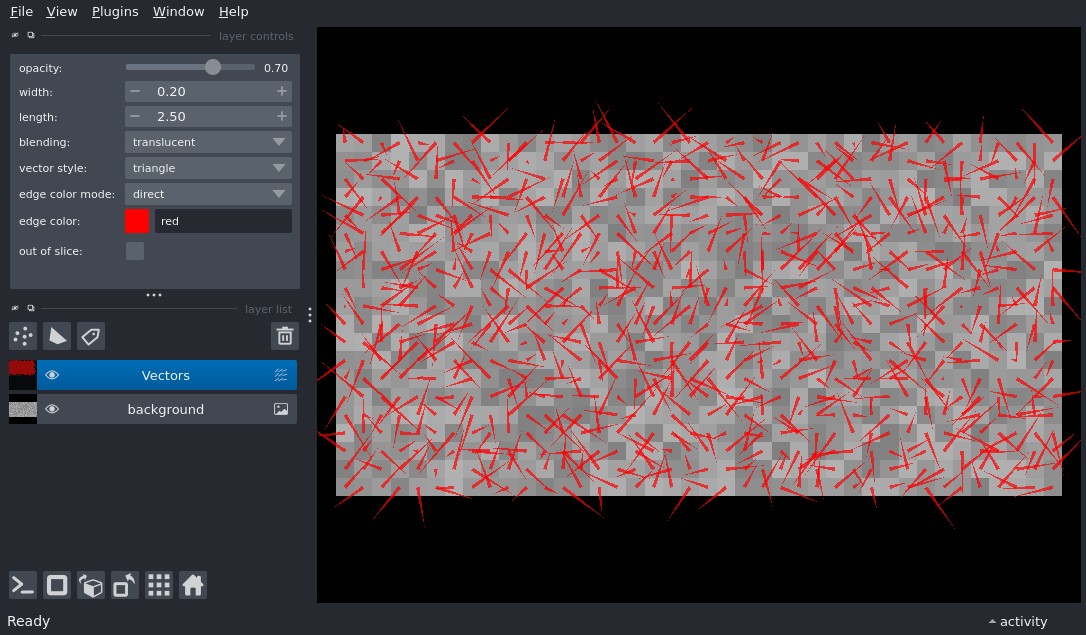 File View Plugins Window Help
layer controls
opacity: 0.70
width: − 0.20 +
length: − 2.50 +
blending: translucent
vector style: triangle
edge color mode: direct
edge color: red
out of slice:
layer list
Vectors
background
Ready
activity